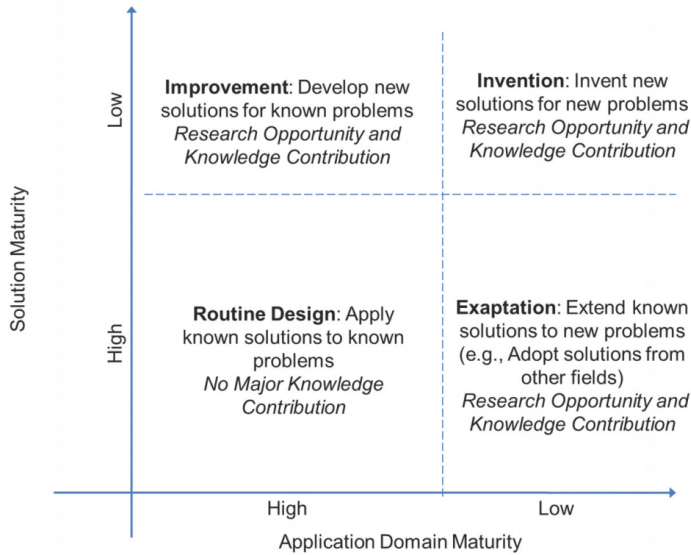 Improvement: Develop new
solutions for known problems
Research Opportunity and
Knowledge Contribution
Invention: Invent new
solutions for new problems
Research Opportunity and
Knowledge Contribution
Low
Solution Maturity
High
Routine Design: Apply
known solutions to known
problems
No Major Knowledge
Contribution
Exaptation: Extend known
solutions to new problems
(e.g., Adopt solutions from
other fields)
Research Opportunity and
Knowledge Contribution
High
Low
Application Domain Maturity